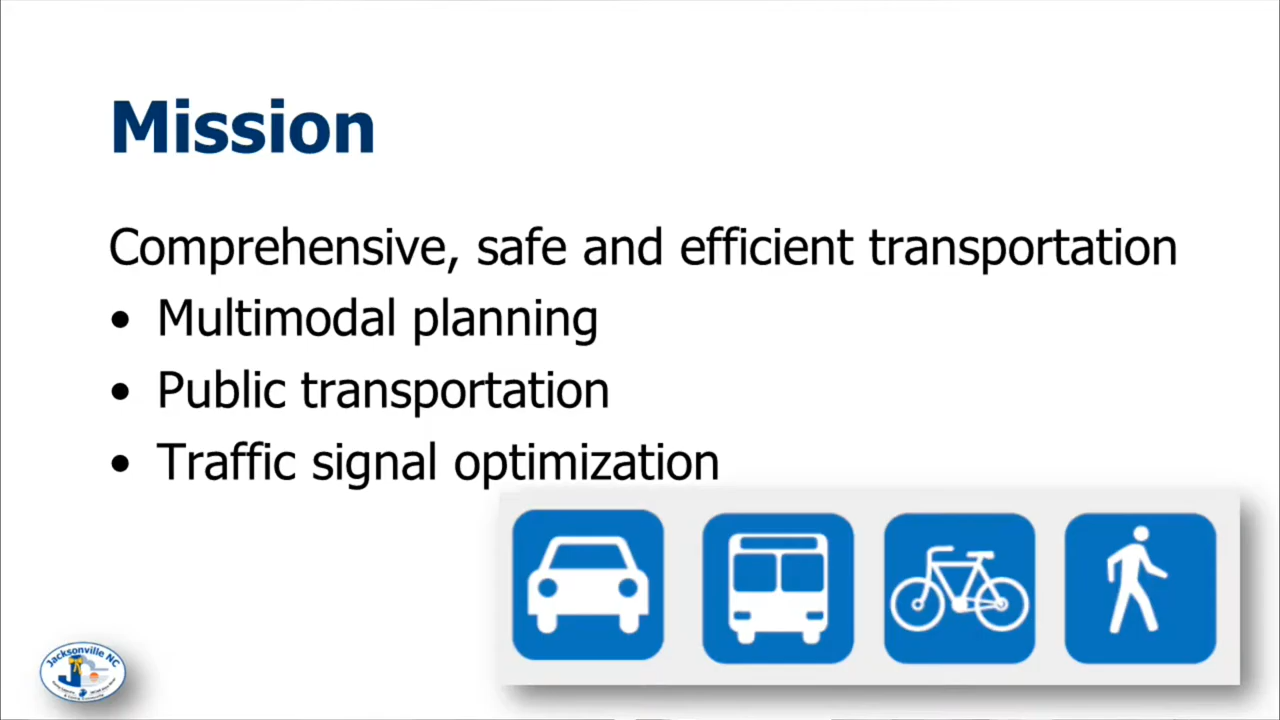 Mission
Comprehensive, safe and efficient transportation
• Multimodal planning
• Public transportation
• Traffic signal optimization
Jacksonville NC